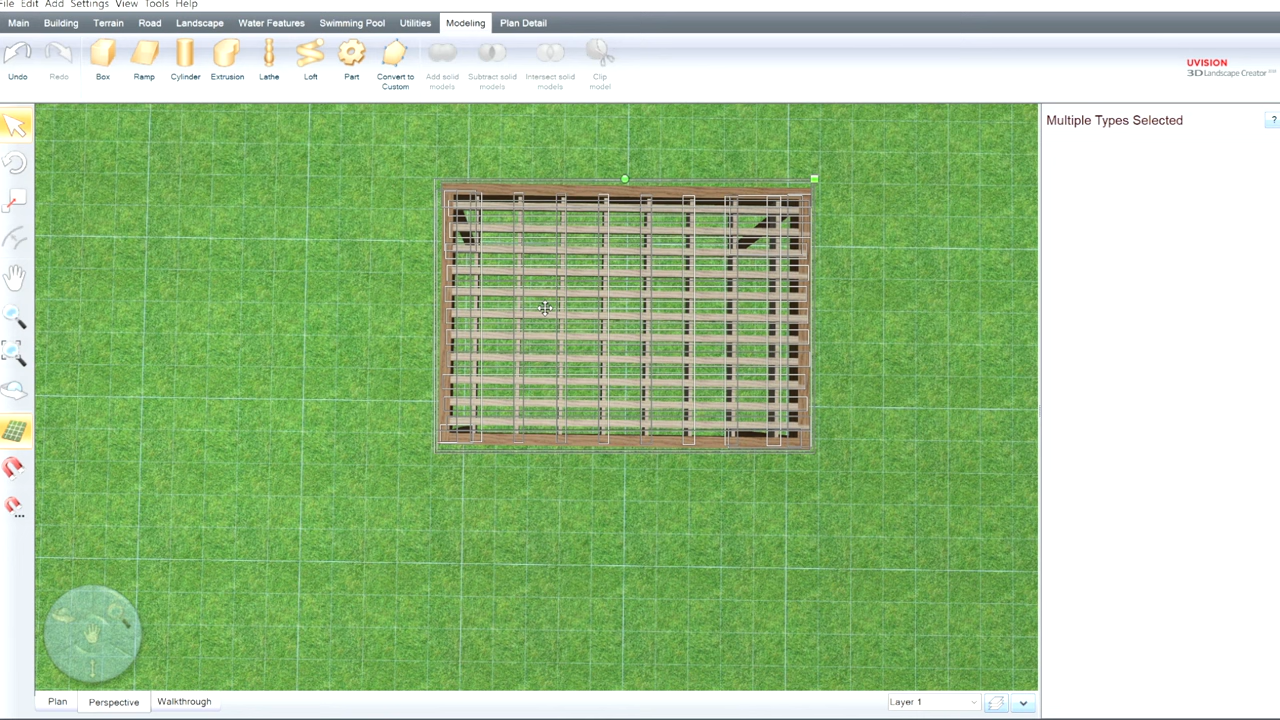 File Edit Add Settings View Tools Help
Main Building Terrain Road Landscape Water Features Swimming Pool Utilities Modeling Plan Detail
Undo Redo Box Ramp Cylinder Extrusion Lathe Loft Part Convert to Custom Add solid models Subtract solid models Intersect solid models Clip model
UVISION
3D Landscape Creator
Multiple Types Selected ?
Plan Perspective Walkthrough Layer 1